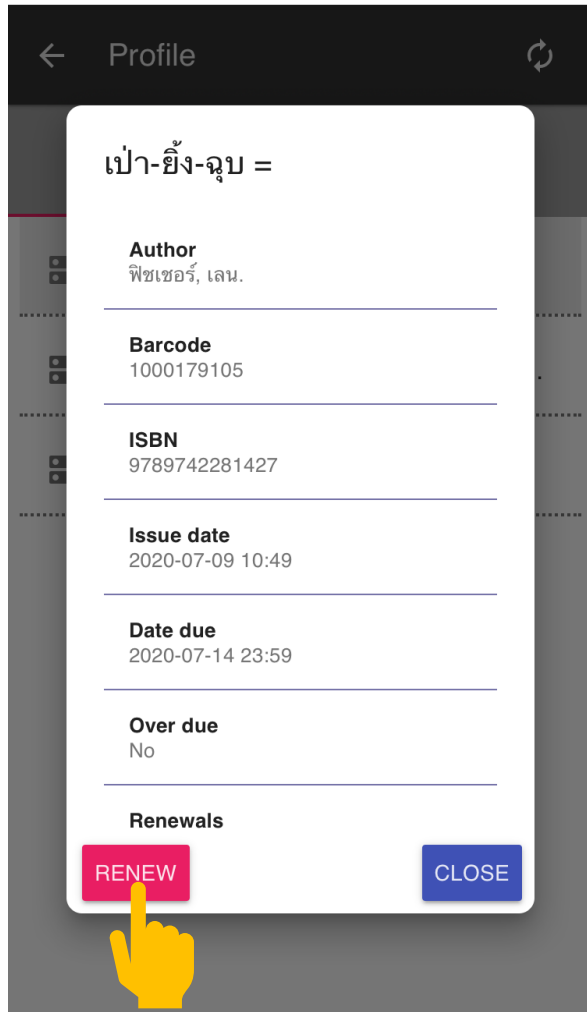 Profile
เป่า-ยิ้ง-ฉุบ =
Author
ฟิชเชอร์, เลน.
Barcode
1000179105
ISBN
9789742281427
Issue date
2020-07-09 10:49
Date due
2020-07-14 23:59
Over due
No
Renewals
RENEW
CLOSE